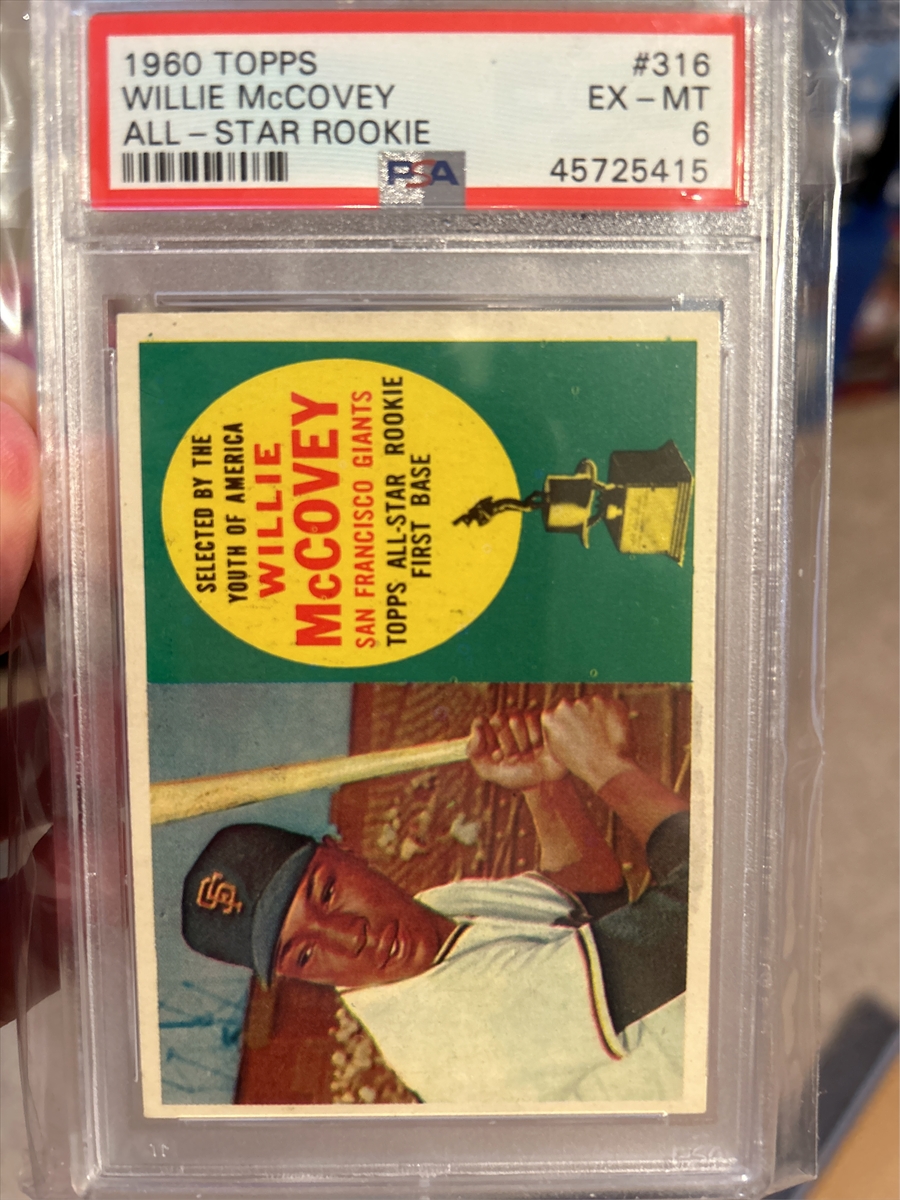 1960 TOPPS #316
WILLIE McCOVEY EX-MT
ALL-STAR ROOKIE 6
PSA 45725415
SELECTED BY THE
YOUTH OF AMERICA
WILLIE
McCOVEY
SAN FRANCISCO GIANTS
TOPPS ALL-STAR ROOKIE
FIRST BASE
SF